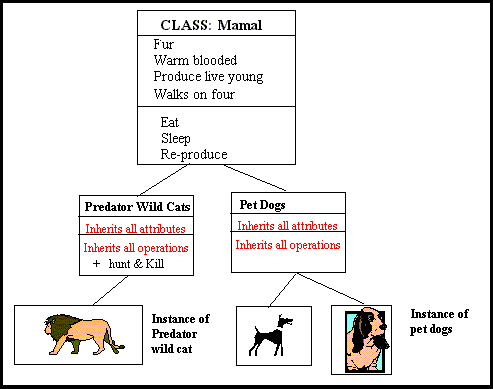 CLASS: Mamal
Fur
Warm blooded
Produce live young
Walks on four
Eat
Sleep
Re-produce
Predator Wild Cats
Inherits all attributes
Inherits all operations
+ hunt & Kill
Pet Dogs
Inherits all attributes
Inherits all operations
Instance of
Predator
wild cat
Instance of
pet dogs